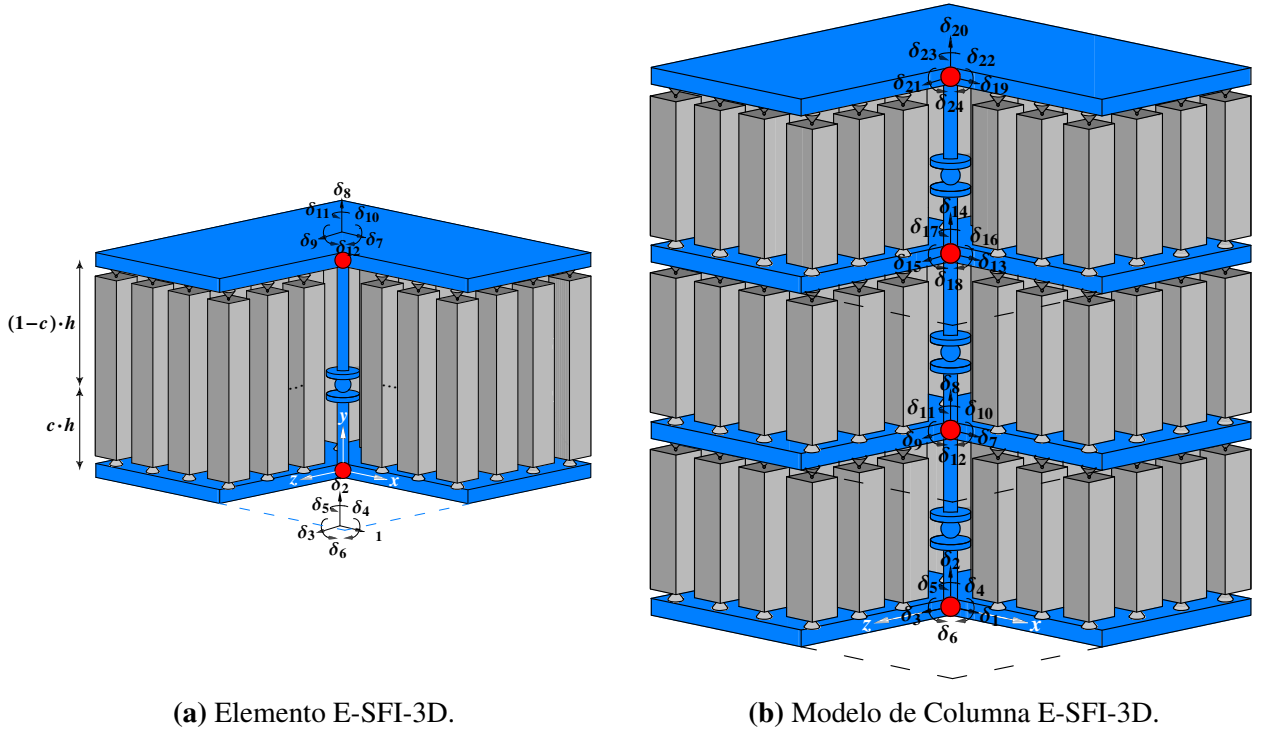 δ8
δ11 δ10
δ9 δ12 δ7
(1−c)·h
c·h
y
z x
δ2
δ5 δ4
δ3 1
δ6
(a) Elemento E-SFI-3D.
δ20
δ23 δ22
δ21 δ19
δ24
δ14
δ17 δ16
δ15 δ13
δ18
δ8
δ11 δ10
δ9 δ7
δ12
δ2
δ5 δ4
δ3 δ1
z δ6 x
(b) Modelo de Columna E-SFI-3D.